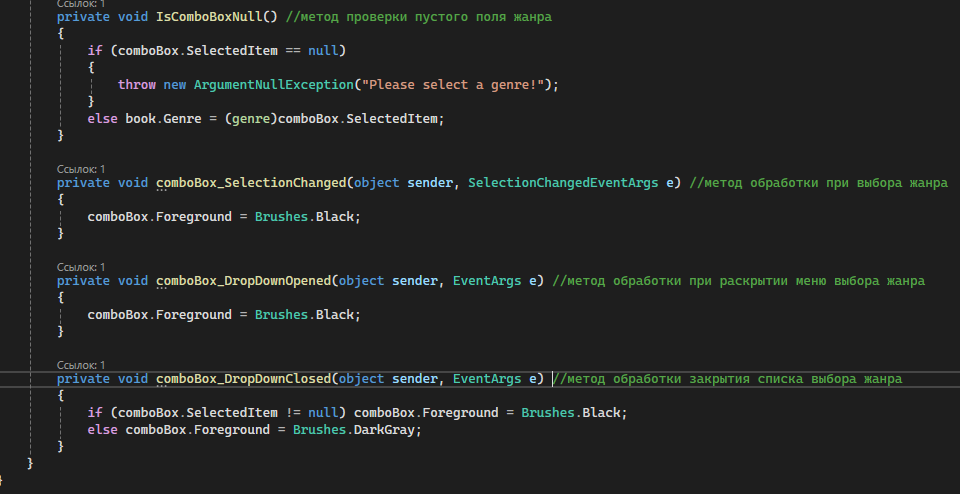 Ссылок: 1
private void IsComboBoxNull() //метод проверки пустого поля жанра
{
if (comboBox.SelectedItem == null)
{
throw new ArgumentNullException("Please select a genre!");
}
else book.Genre = (genre)comboBox.SelectedItem;
}
Ссылок: 1
private void comboBox_SelectionChanged(object sender, SelectionChangedEventArgs e) //метод обработки при выбора жанра
{
comboBox.Foreground = Brushes.Black;
}
Ссылок: 1
private void comboBox_DropDownOpened(object sender, EventArgs e) //метод обработки при раскрытии меню выбора жанра
{
comboBox.Foreground = Brushes.Black;
}
Ссылок: 1
private void comboBox_DropDownClosed(object sender, EventArgs e) //метод обработки закрытия списка выбора жанра
{
if (comboBox.SelectedItem != null) comboBox.Foreground = Brushes.Black;
else comboBox.Foreground = Brushes.DarkGray;
}
}
}